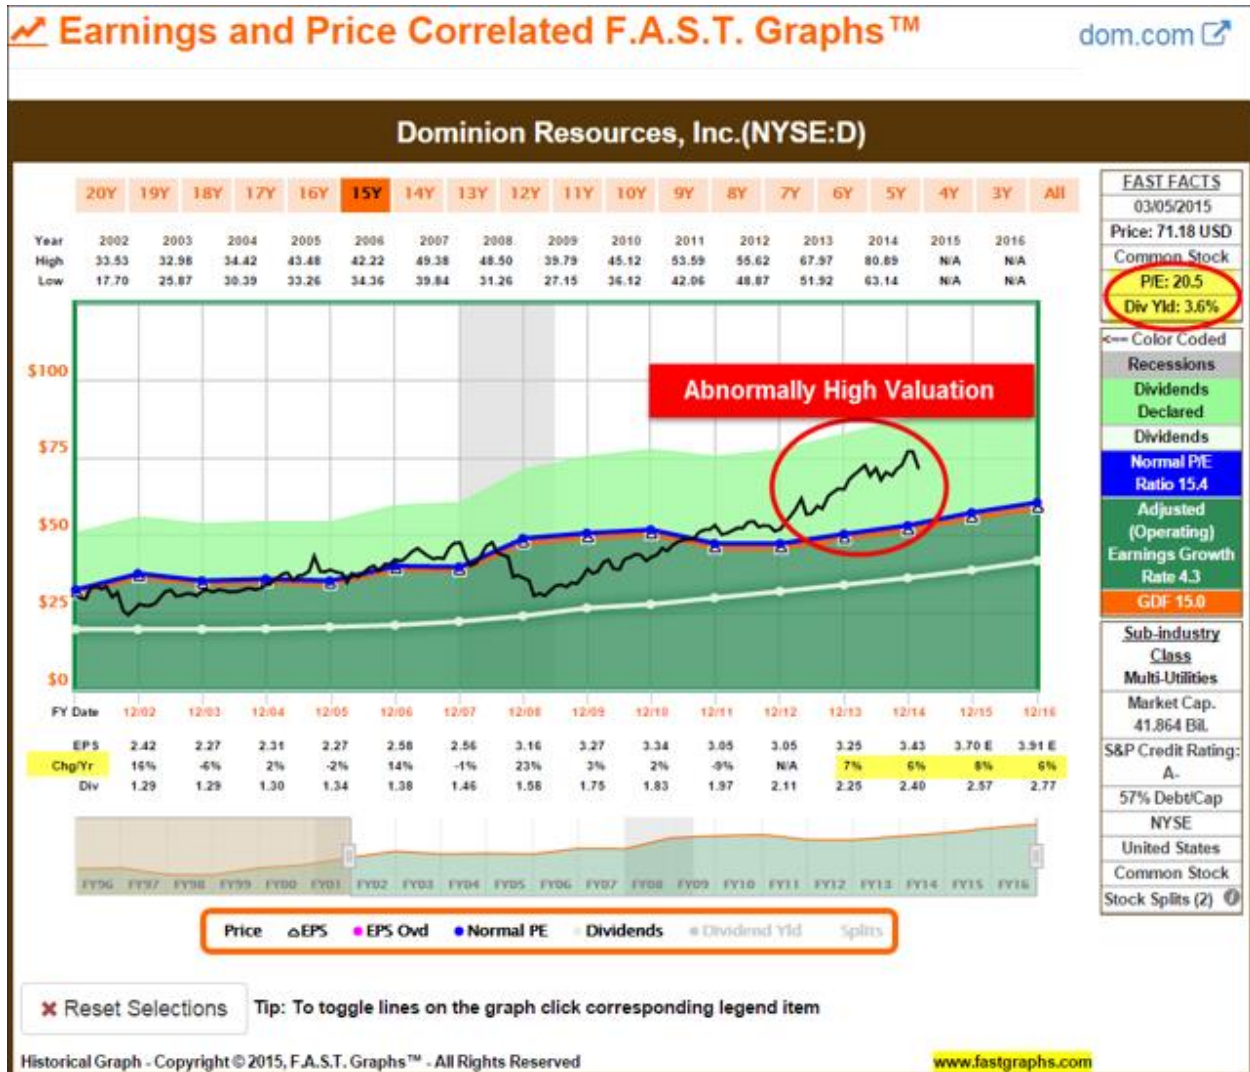 Earnings and Price Correlated F.A.S.T. Graphs™
dom.com
Dominion Resources, Inc.(NYSE:D)
20Y 19Y 18Y 17Y 16Y 15Y 14Y 13Y 12Y 11Y 10Y 9Y 8Y 7Y 6Y 5Y 4Y 3Y All
Year 2002 2003 2004 2005 2006 2007 2008 2009 2010 2011 2012 2013 2014 2015 2016
High 33.53 32.98 34.42 43.48 42.22 49.38 48.50 39.79 45.12 53.59 55.62 67.97 80.89 N/A N/A
Low 17.70 25.87 30.39 33.26 34.36 39.84 31.26 27.15 36.12 42.06 48.87 51.92 63.14 N/A N/A
$100
$75
$50
$25
$0
Abnormally High Valuation
FY Date 12/02 12/03 12/04 12/05 12/06 12/07 12/08 12/09 12/10 12/11 12/12 12/13 12/14 12/15 12/16
EPS 2.42 2.27 2.31 2.27 2.58 2.56 3.16 3.27 3.34 3.05 3.05 3.25 3.43 3.70 E 3.91 E
Chg/Yr 16% -6% 2% -2% 14% -1% 23% 3% 2% -9% N/A 7% 6% 8% 6%
Div 1.29 1.29 1.30 1.34 1.38 1.46 1.58 1.75 1.83 1.97 2.11 2.25 2.40 2.57 2.77
FY96 FY97 FY98 FY99 FY00 FY01 FY02 FY03 FY04 FY05 FY06 FY07 FY08 FY09 FY10 FY11 FY12 FY13 FY14 FY15 FY16
Price EPS EPS Ovd Normal PE Dividends Dividend Yld Splits
Reset Selections
Tip: To toggle lines on the graph click corresponding legend item
Historical Graph - Copyright © 2015, F.A.S.T. Graphs™ - All Rights Reserved
www.fastgraphs.com
FAST FACTS
03/05/2015
Price: 71.18 USD
Common Stock
P/E: 20.5
Div Yld: 3.6%
<-- Color Coded
Recessions
Dividends
Declared
Dividends
Normal P/E
Ratio 15.4
Adjusted
(Operating)
Earnings Growth
Rate 4.3
GDF 15.0
Sub-industry
Class
Multi-Utilities
Market Cap.
41.864 Bil.
S&P Credit Rating:
A-
57% Debt/Cap
NYSE
United States
Common Stock
Stock Splits (2)